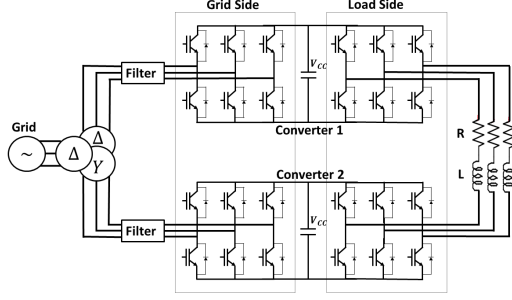 Grid Side
Load Side
Filter
V_CC
Converter 1
Grid
~
Δ
Δ
Y
R
L
Converter 2
Filter
V_CC